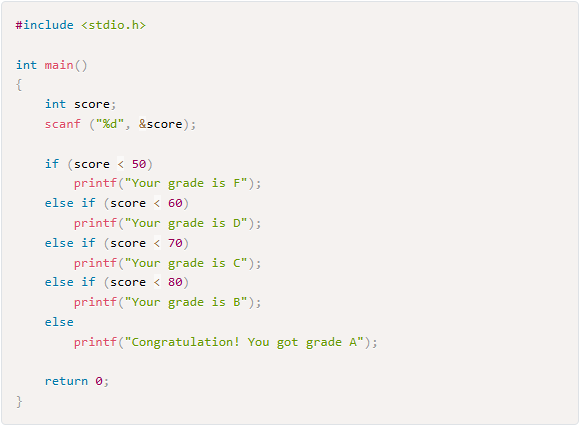 #include <stdio.h>

int main()
{
    int score;
    scanf ("%d", &score);

    if (score < 50)
        printf("Your grade is F");
    else if (score < 60)
        printf("Your grade is D");
    else if (score < 70)
        printf("Your grade is C");
    else if (score < 80)
        printf("Your grade is B");
    else
        printf("Congratulation! You got grade A");

    return 0;
}